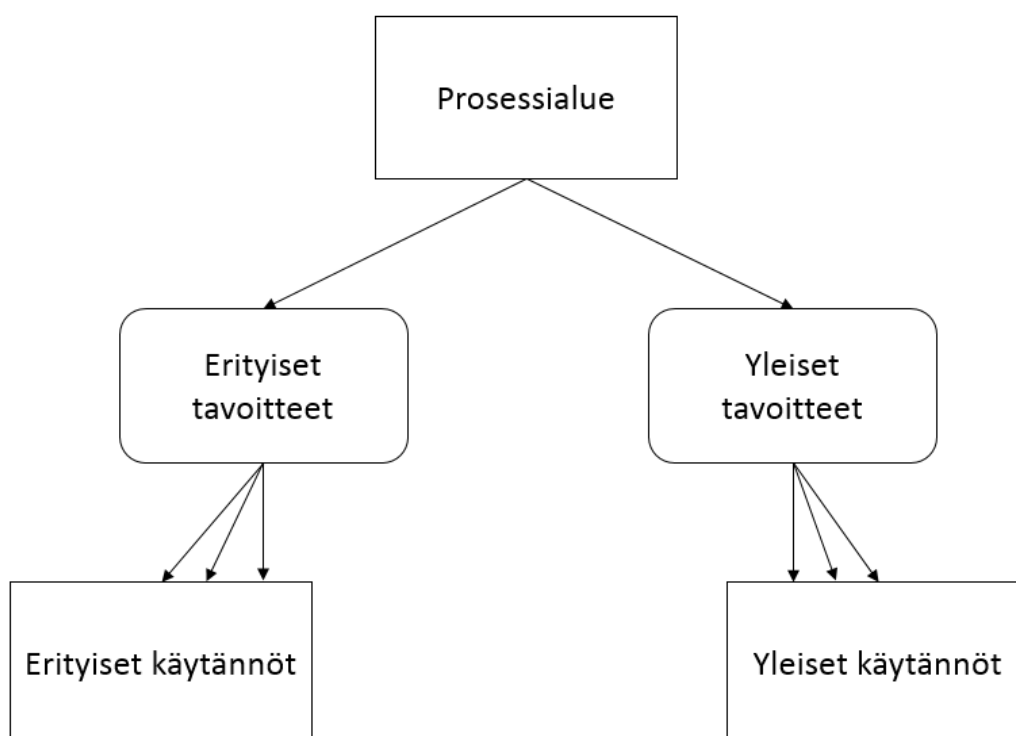 Prosessialue
Erityiset
tavoitteet
Yleiset
tavoitteet
Erityiset käytännöt
Yleiset käytännöt